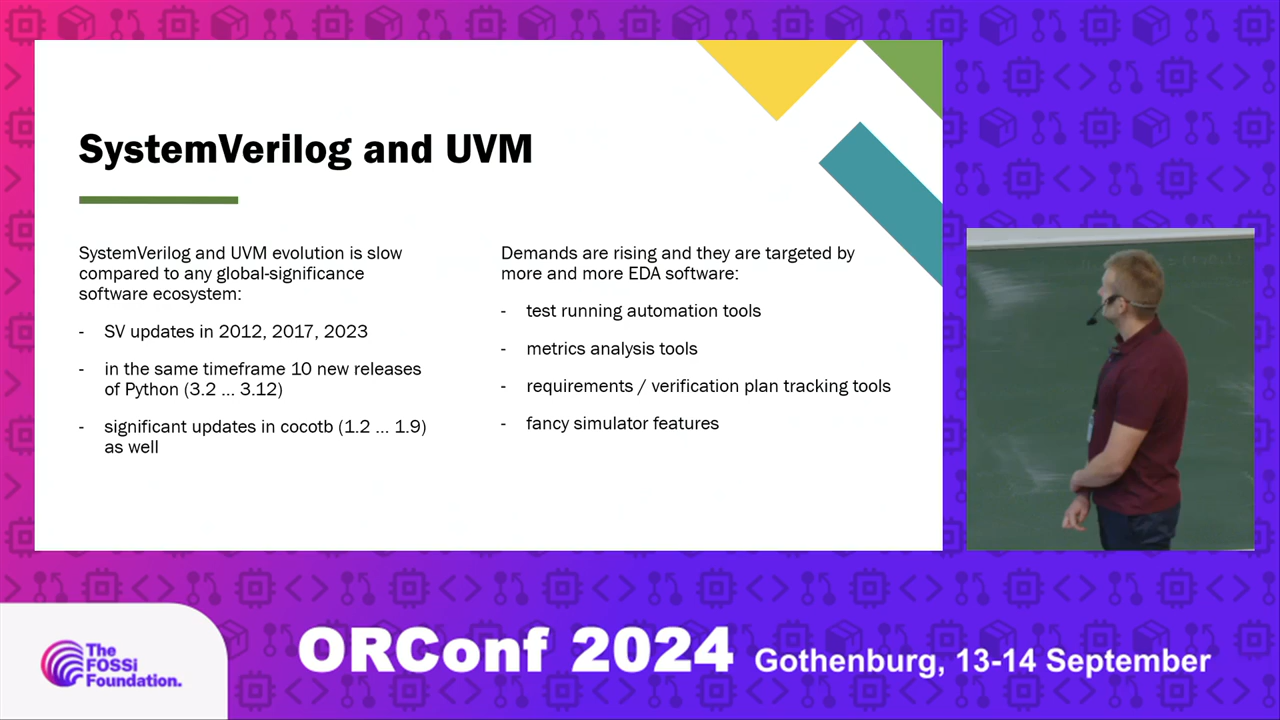 SystemVerilog and UVM
SystemVerilog and UVM evolution is slow
compared to any global-significance
software ecosystem:
- SV updates in 2012, 2017, 2023
- in the same timeframe 10 new releases
of Python (3.2 ... 3.12)
- significant updates in cocotb (1.2 ... 1.9)
as well
Demands are rising and they are targeted by
more and more EDA software:
- test running automation tools
- metrics analysis tools
- requirements / verification plan tracking tools
- fancy simulator features
The
FOSSi
Foundation.
ORConf 2024 Gothenburg, 13-14 September